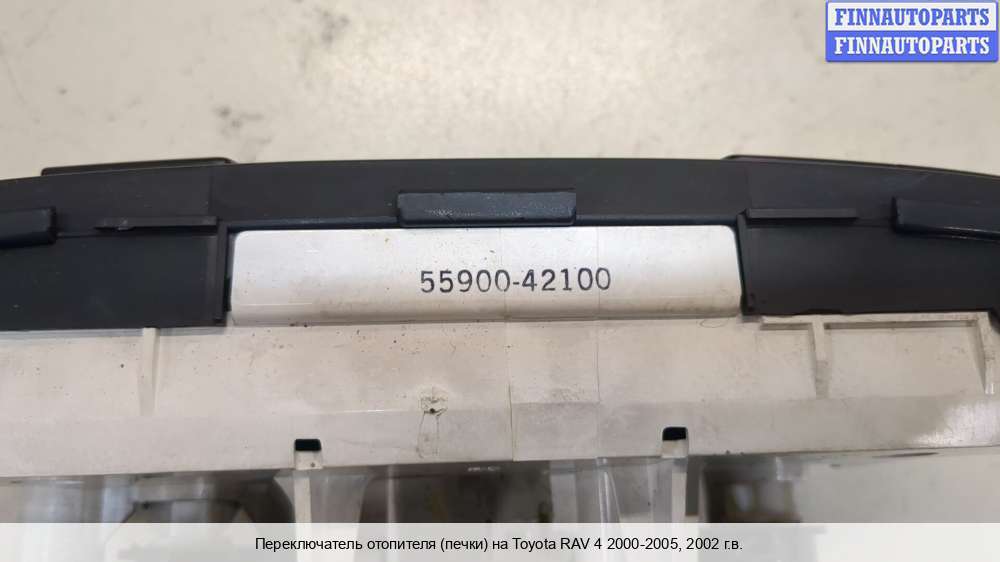 FINNAUTOPARTS
FINNAUTOPARTS
55900-42100
Переключатель отопителя (печки) на Toyota RAV 4 2000-2005, 2002 г.в.